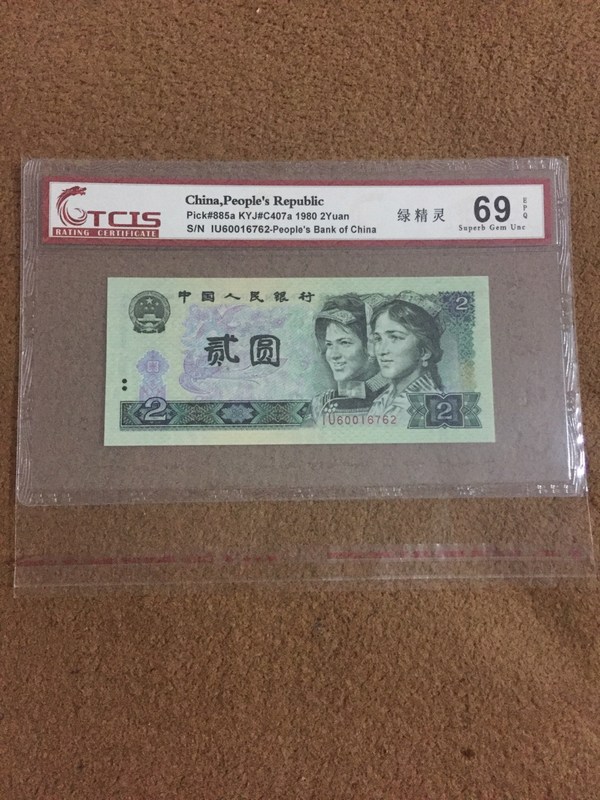 TCIS
RATING CERTIFICATE
China,People's Republic
Pick#885a KYJ#C407a 1980 2Yuan
S/N IU60016762-People's Bank of China
绿精灵
69
EPQ
Superb Gem Unc
中国人民银行
2
贰圆
2
2
IU60016762